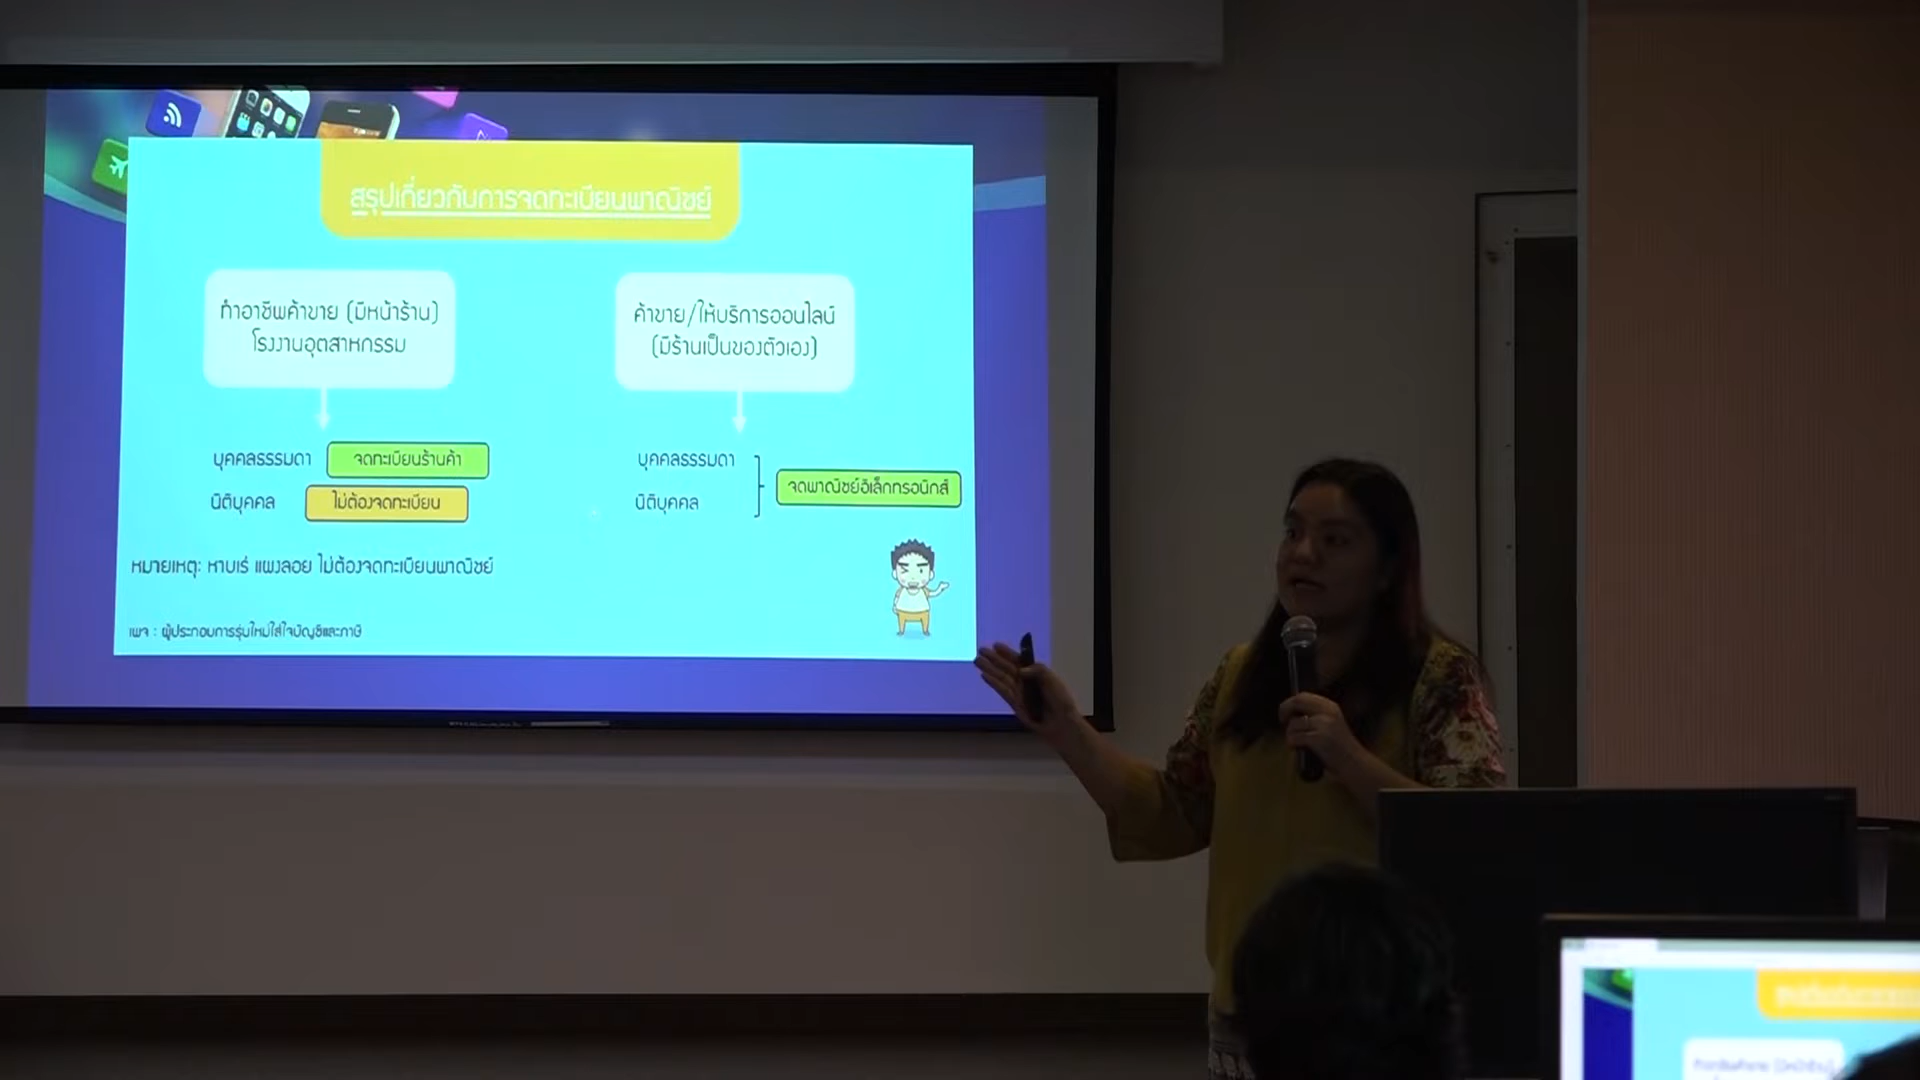 สรุปเกี่ยวกับการจดทะเบียนพาณิชย์
ทำอาชีพค้าขาย (มีหน้าร้าน)
โรงงานอุตสาหกรรม
บุคคลธรรมดา จดทะเบียนร้านค้า
นิติบุคคล ไม่ต้องจดทะเบียน
ค้าขาย/ให้บริการออนไลน์
(มีร้านเป็นของตัวเอง)
บุคคลธรรมดา
นิติบุคคล
จดพาณิชย์อิเล็กทรอนิกส์
หมายเหตุ: หาบเร่ แผงลอย ไม่ต้องจดทะเบียนพาณิชย์
เพจ : ผู้ประกอบการรุ่นใหม่ใส่ใจบัญชีและภาษี